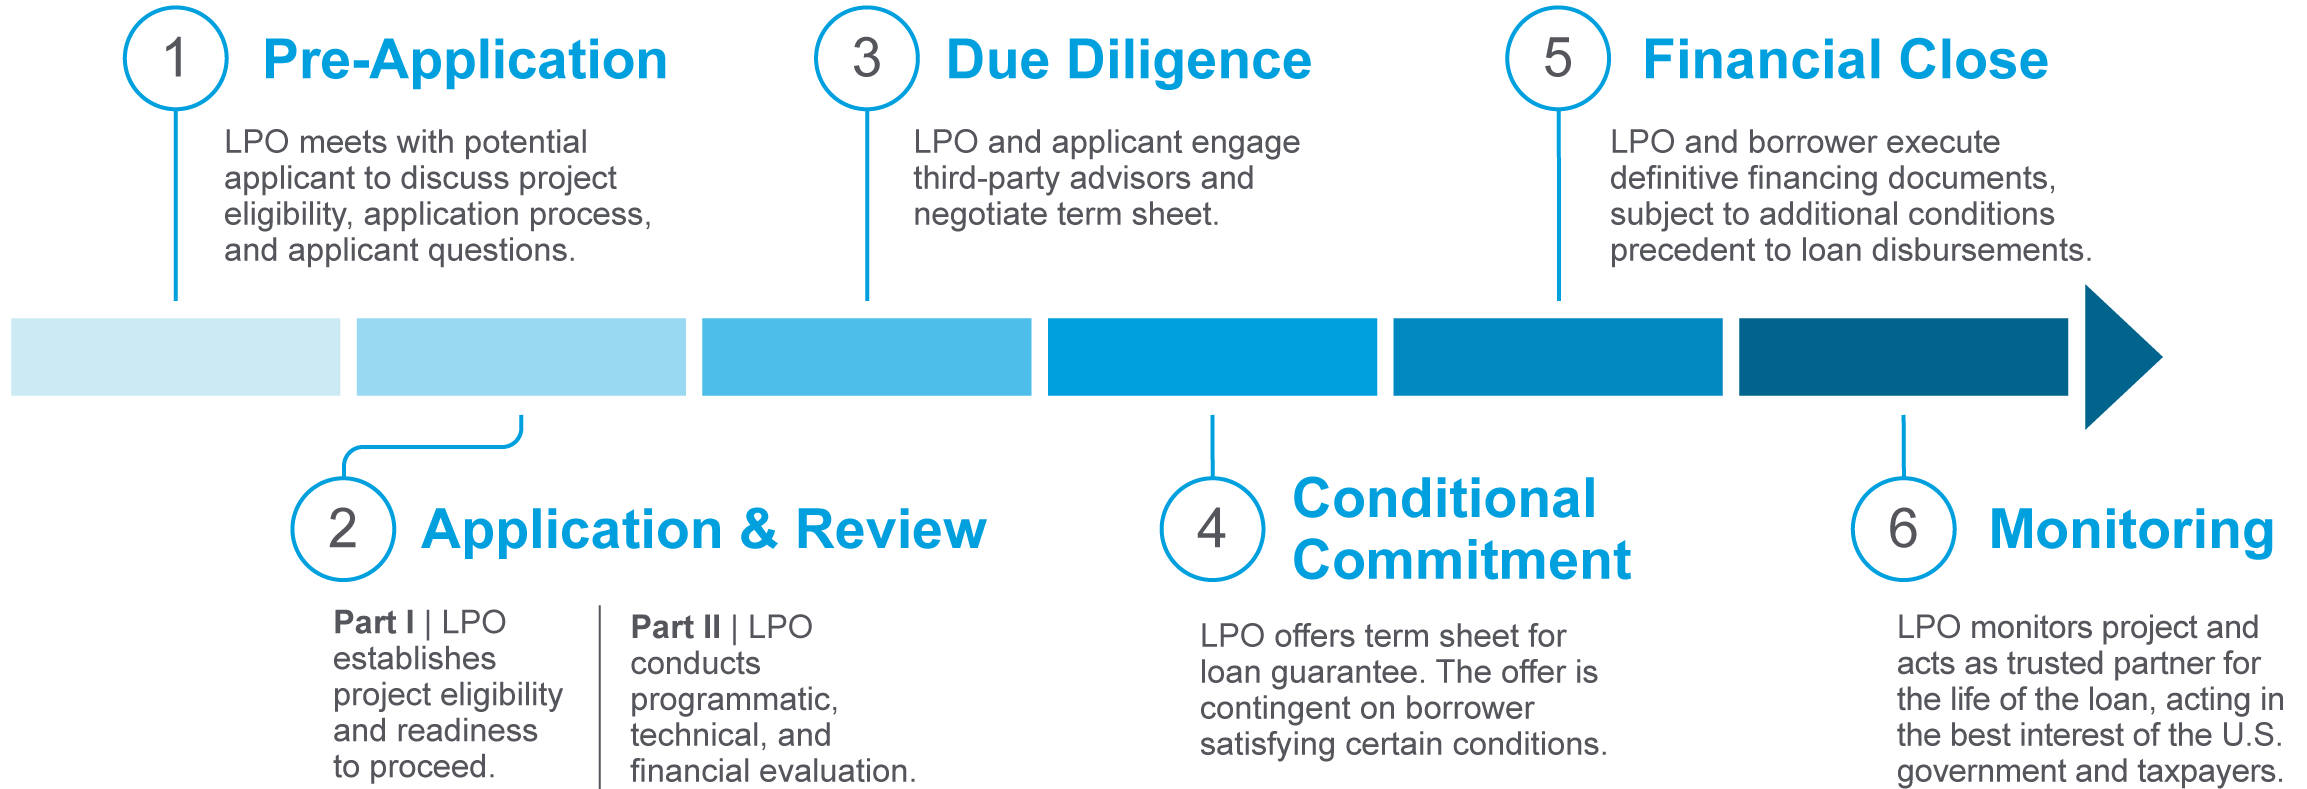 1
Pre-Application
LPO meets with potential
applicant to discuss project
eligibility, application process,
and applicant questions.
2
Application & Review
Part I | LPO
establishes
project eligibility
and readiness
to proceed.
Part II | LPO
conducts
programmatic,
technical, and
financial evaluation.
3
Due Diligence
LPO and applicant engage
third-party advisors and
negotiate term sheet.
4
Conditional
Commitment
LPO offers term sheet for
loan guarantee. The offer is
contingent on borrower
satisfying certain conditions.
5
Financial Close
LPO and borrower execute
definitive financing documents,
subject to additional conditions
precedent to loan disbursements.
6
Monitoring
LPO monitors project and
acts as trusted partner for
the life of the loan, acting in
the best interest of the U.S.
government and taxpayers.